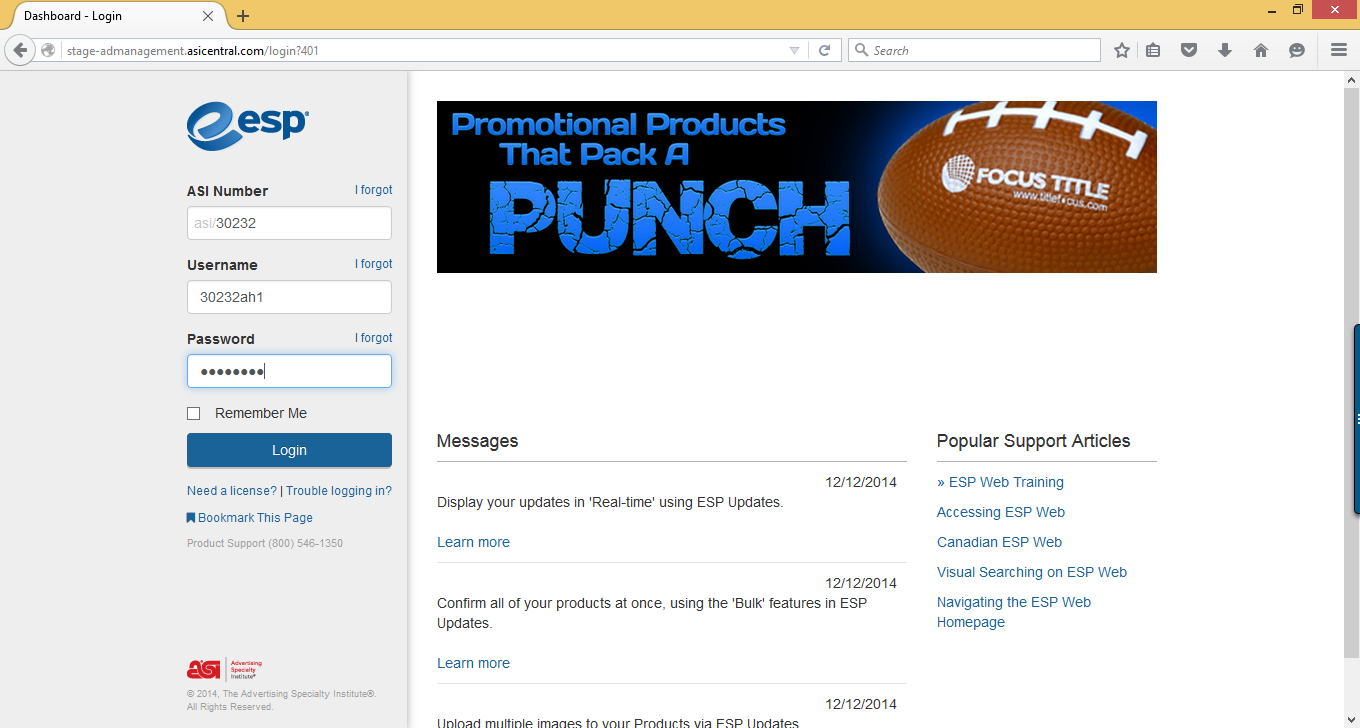 Dashboard - Login
stage-admanagement.asicentral.com/login?401
Search
esp
ASI Number I forgot
asi/30232
Username I forgot
30232ah1
Password I forgot
••••••••
Remember Me
Login
Need a license? | Trouble logging in?
Bookmark This Page
Product Support (800) 546-1350
asi Advertising
Specialty
Institute®
© 2014, The Advertising Specialty Institute®.
All Rights Reserved.
Promotional Products
That Pack A
PUNCH
FOCUS TITLE
www.titlefocus.com
Messages
12/12/2014
Display your updates in 'Real-time' using ESP Updates.
Learn more
12/12/2014
Confirm all of your products at once, using the 'Bulk' features in ESP
Updates.
Learn more
12/12/2014
Upload multiple images to your Products via ESP Updates
Popular Support Articles
» ESP Web Training
Accessing ESP Web
Canadian ESP Web
Visual Searching on ESP Web
Navigating the ESP Web
Homepage